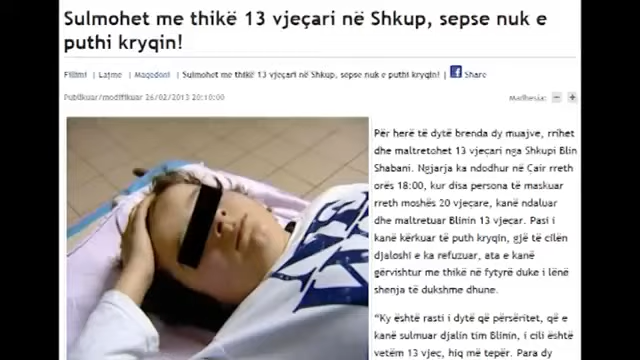 Sulmohet me thikë 13 vjeçari në Shkup, sepse nuk e
puthi kryqin!
Fillimi | Lajme | Maqedoni | Sulmohet me thikë 13 vjeçari në Shkup, sepse nuk e puthi kryqin! | Share
Publikuar/modifikuar 26/02/2013 20:10:00
Madhesia: - +
Për herë të dytë brenda dy muajve, rrihet
dhe maltretohet 13 vjeçari nga Shkupi Blin
Shabani. Ngjarja ka ndodhur në Çair rreth
orës 18:00, kur disa persona të maskuar
rreth moshës 20 vjeçare, kanë ndaluar
dhe maltretuar Blinin 13 vjeçar. Pasi i
kanë kërkuar të puth kryqin, gjë të cilën
djaloshi e ka refuzuar, ata e kanë
gërvishtur me thikë në fytyrë duke i lënë
shenja të dukshme dhune.
“Ky është rasti i dytë që përséritet, që e
kanë sulmuar djalin tim Blinin, i cili është
vetëm 13 vjeç, hiq më tepër. Para dy